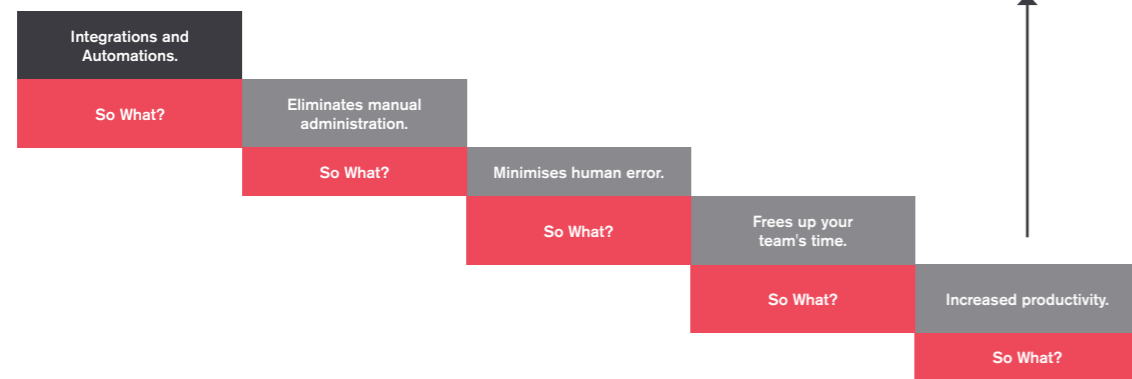 Integrations and
Automations.
So What?
Eliminates manual
administration.
So What?
Minimises human error.
So What?
Frees up your
team's time.
So What?
Increased productivity.
So What?